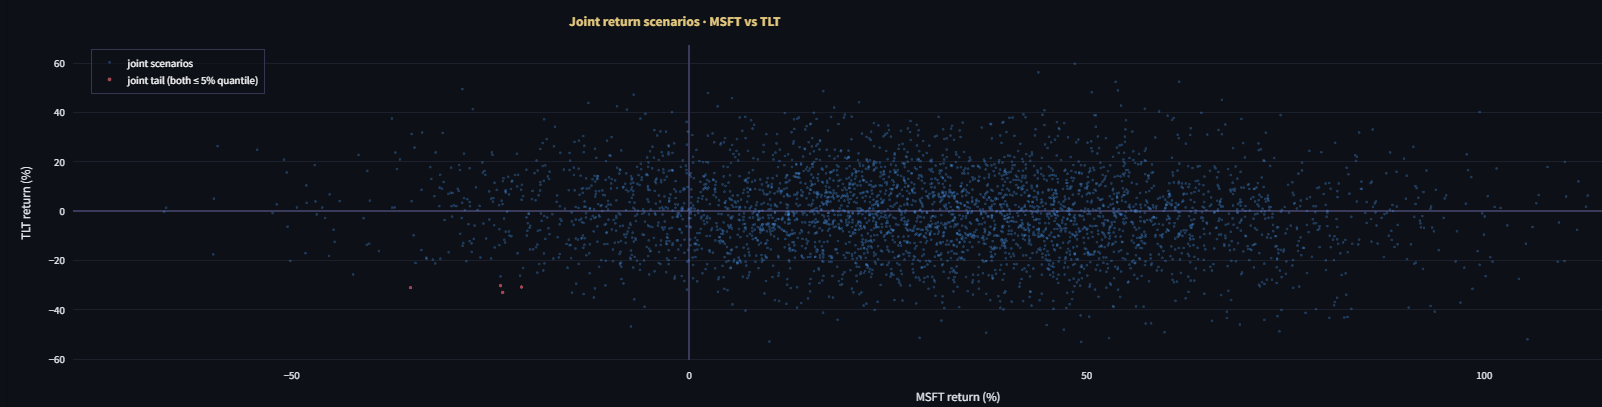 Joint return scenarios · MSFT vs TLT
joint scenarios
joint tail (both ≤ 5% quantile)
TLT return (%)
60
40
20
0
−20
−40
−60
−50
0
50
100
MSFT return (%)